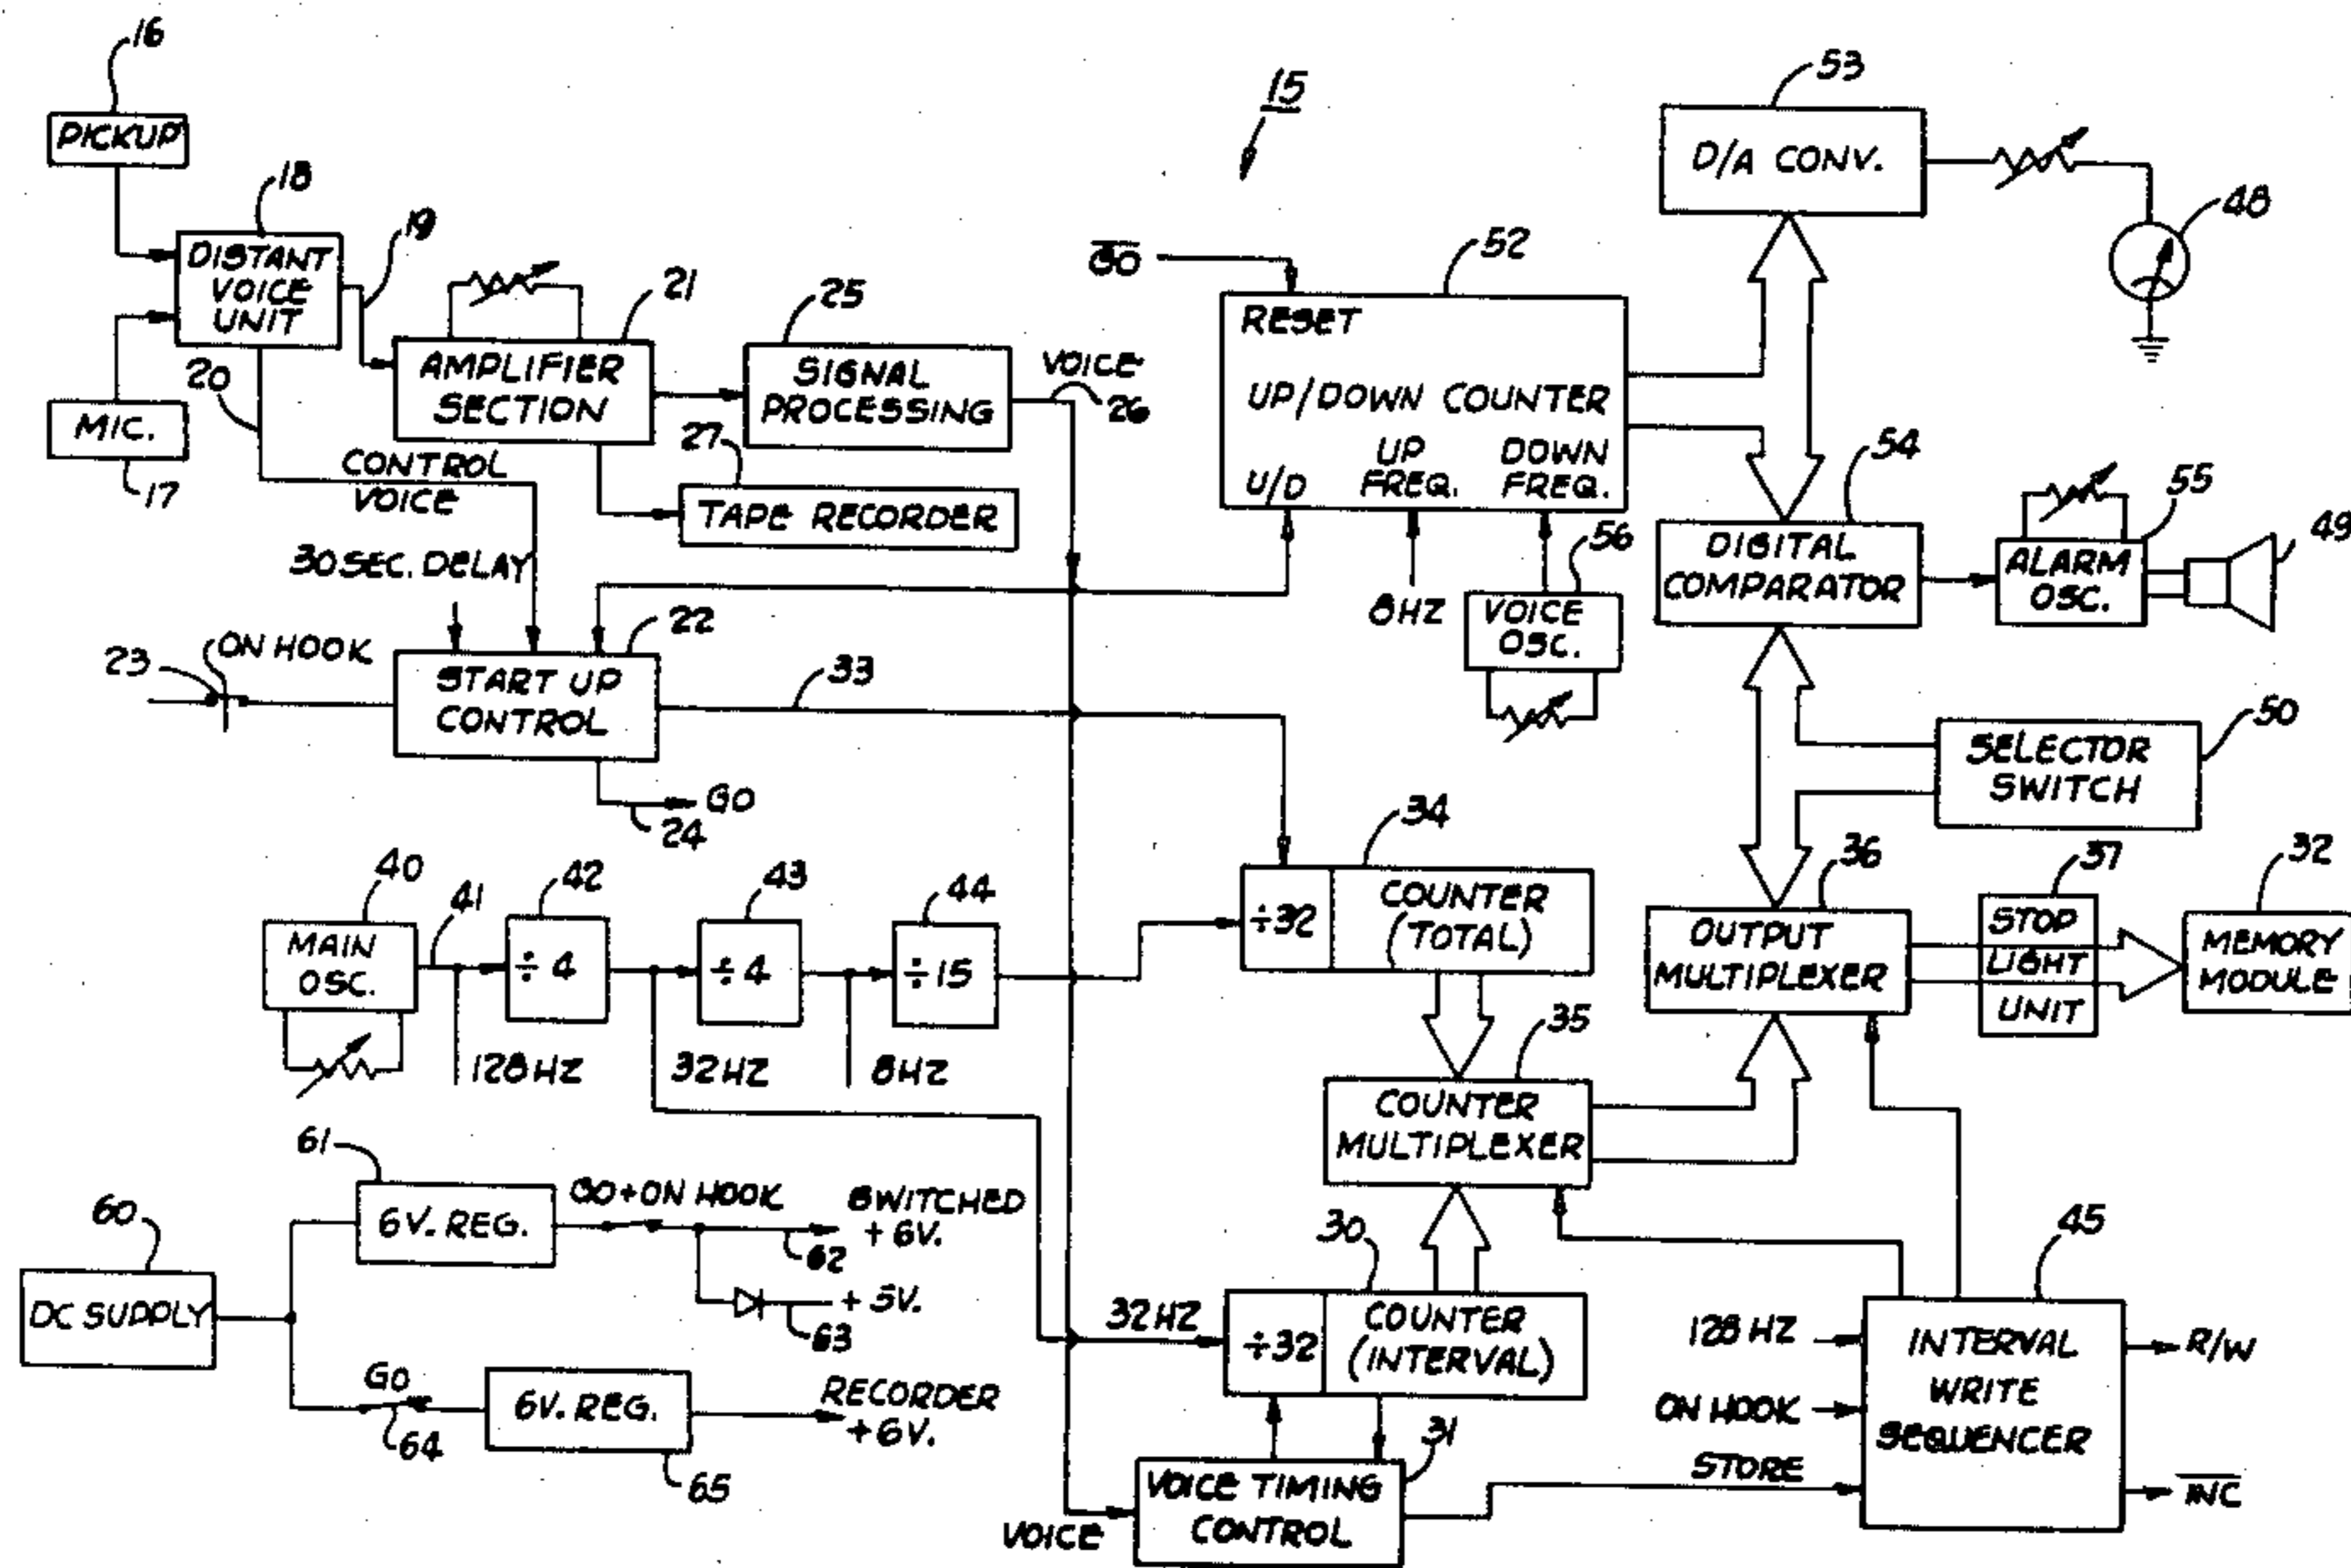 16
PICKUP
15
53
D/A CONV.
48
18
DISTANT
VOICE
UNIT
19
GO
52
RESET
UP/DOWN COUNTER
U/D
UP
FREQ.
DOWN
FREQ.
21
AMPLIFIER
SECTION
25
SIGNAL
PROCESSING
VOICE
26
20
MIC.
17
CONTROL
VOICE
27
TAPE RECORDER
54
DIGITAL
COMPARATOR
55
ALARM
OSC.
49
30 SEC. DELAY
8HZ
56
VOICE
OSC.
23
ON HOOK
22
START UP
CONTROL
33
50
SELECTOR
SWITCH
GO
24
34
÷32
COUNTER
(TOTAL)
36
OUTPUT
MULTIPLEXER
37
STOP
LIGHT
UNIT
32
MEMORY
MODULE
40
MAIN
OSC.
41
42
÷4
43
÷4
44
÷15
128HZ
32HZ
8HZ
35
COUNTER
MULTIPLEXER
61
6V. REG.
GO+ON HOOK
SWITCHED
+6V.
62
+5V.
63
60
DC SUPPLY
GO
64
6V. REG.
65
RECORDER
+6V.
30
32HZ
÷32
COUNTER
(INTERVAL)
31
VOICE TIMING
CONTROL
VOICE
STORE
45
128HZ
ON HOOK
INTERVAL
WRITE
SEQUENCER
R/W
INC